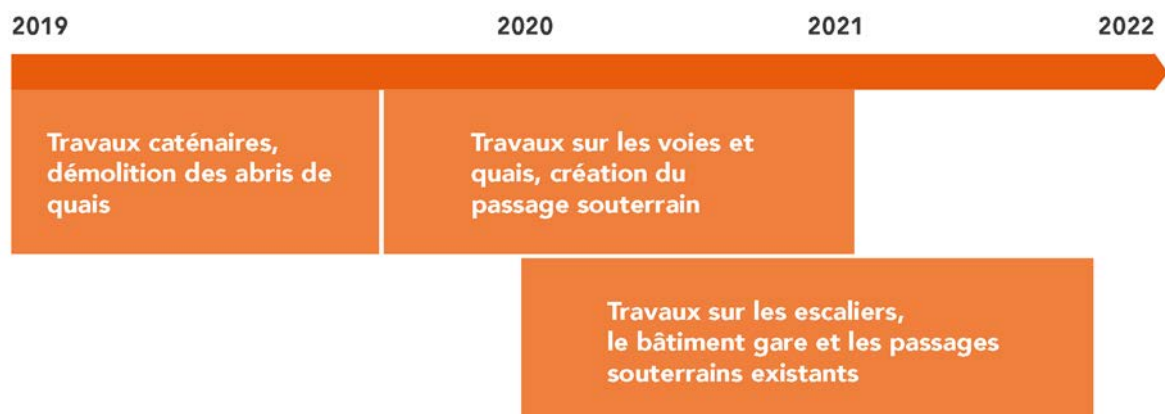 2019 2020 2021 2022
Travaux caténaires,
démolition des abris de
quais
Travaux sur les voies et
quais, création du
passage souterrain
Travaux sur les escaliers,
le bâtiment gare et les passages
souterrains existants